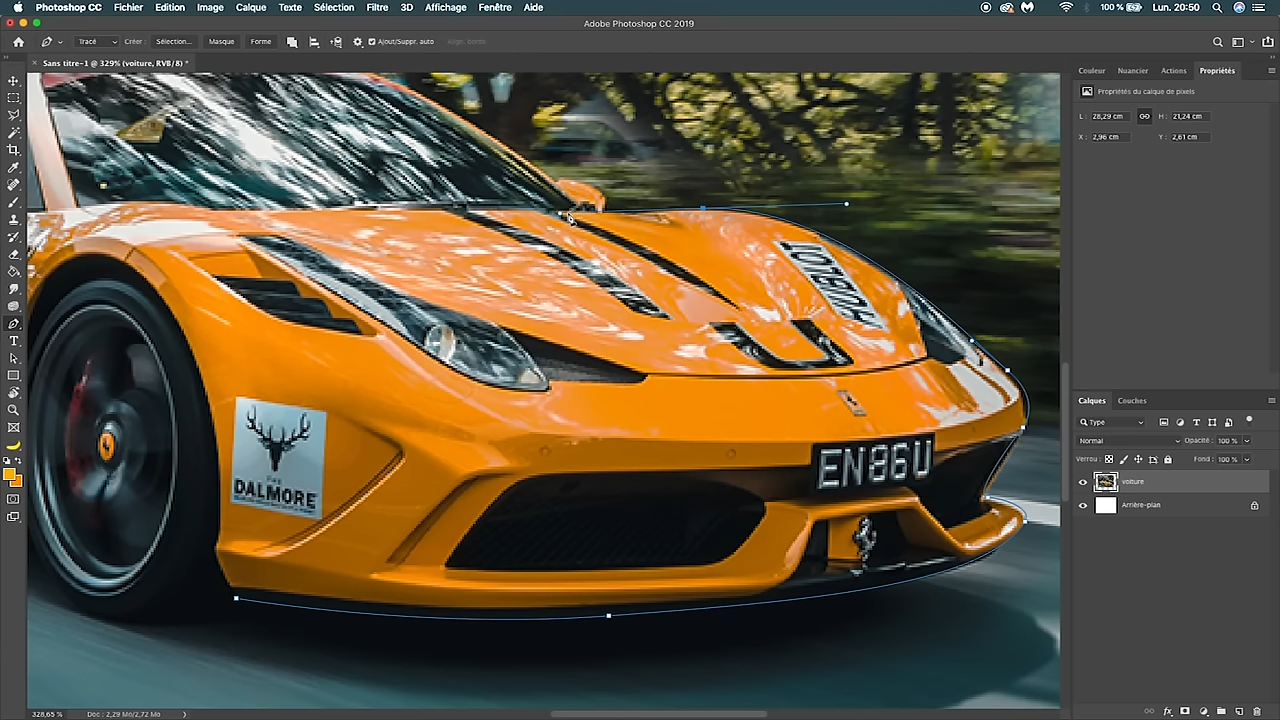 Photoshop CC Fichier Edition Image Calque Texte Sélection Filtre 3D Affichage Fenêtre Aide 100 % Lun. 20:50
Adobe Photoshop CC 2019
Tracé Créer : Sélection... Masque Forme Ajout/Suppr. auto Align. bords
Sans titre-1 @ 329% (voiture, RVB/8) *
Couleur Nuancier Actions Propriétés
Propriétés du calque de pixels
L : 28,29 cm H : 21,24 cm
X : 2,96 cm Y : 2,61 cm
EN86U
THE
DALMORE
Calques Couches
Type
Normal Opacité : 100 %
Verrou : Fond : 100 %
voiture
Arrière-plan
328,65 % Doc : 2,29 Mo/2,72 Mo